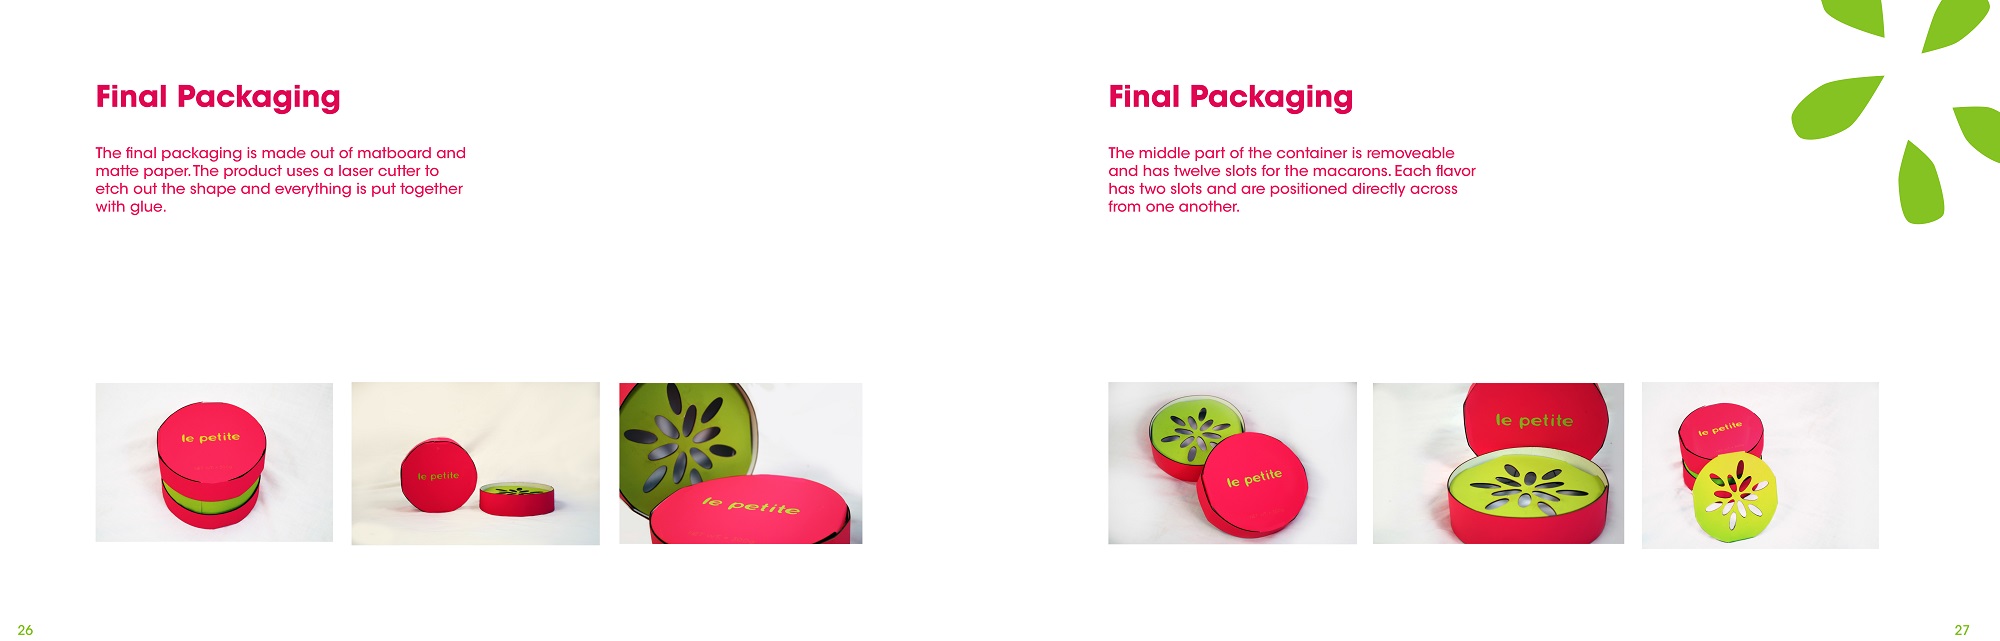 Final Packaging
The final packaging is made out of matboard and
matte paper. The product uses a laser cutter to
etch out the shape and everything is put together
with glue.
le petite
le petite
le petite
26
Final Packaging
The middle part of the container is removeable
and has twelve slots for the macarons. Each flavor
has two slots and are positioned directly across
from one another.
le petite
le petite
le petite
27